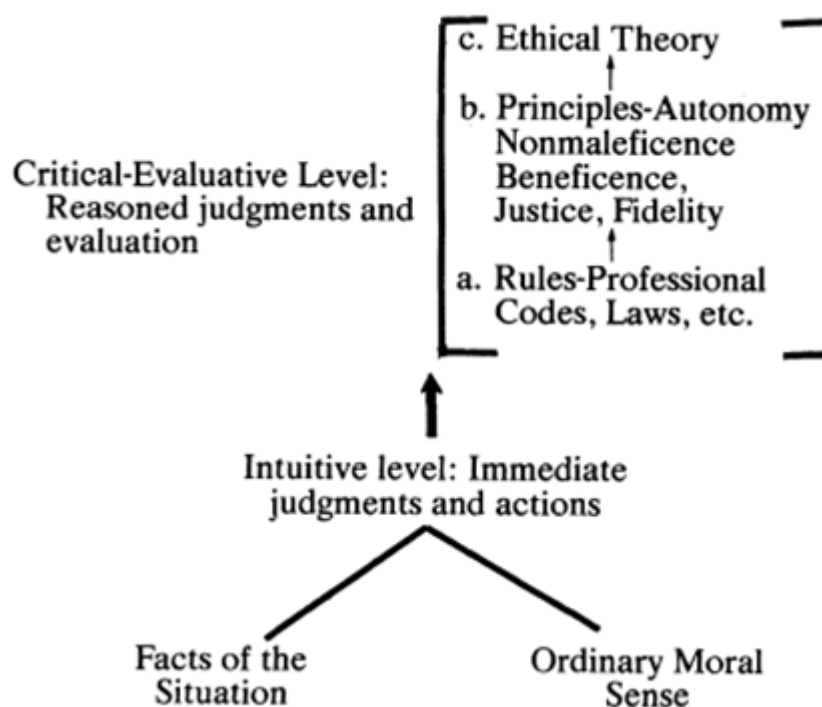 c. Ethical Theory
b. Principles-Autonomy
Nonmaleficence
Beneficence,
Justice, Fidelity
a. Rules-Professional
Codes, Laws, etc.
Critical-Evaluative Level:
Reasoned judgments and
evaluation
Intuitive level: Immediate
judgments and actions
Facts of the
Situation
Ordinary Moral
Sense